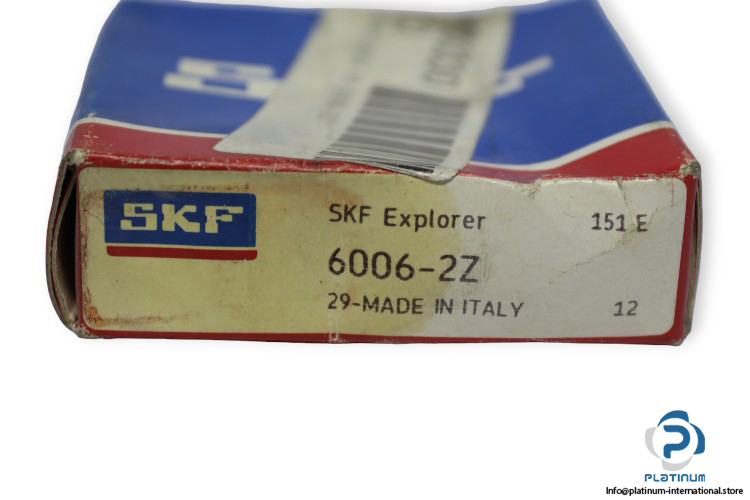 SKF
SKF Explorer
151 E
6006-2Z
29-MADE IN ITALY
12
PLATINUM
Info@platinum-international.store